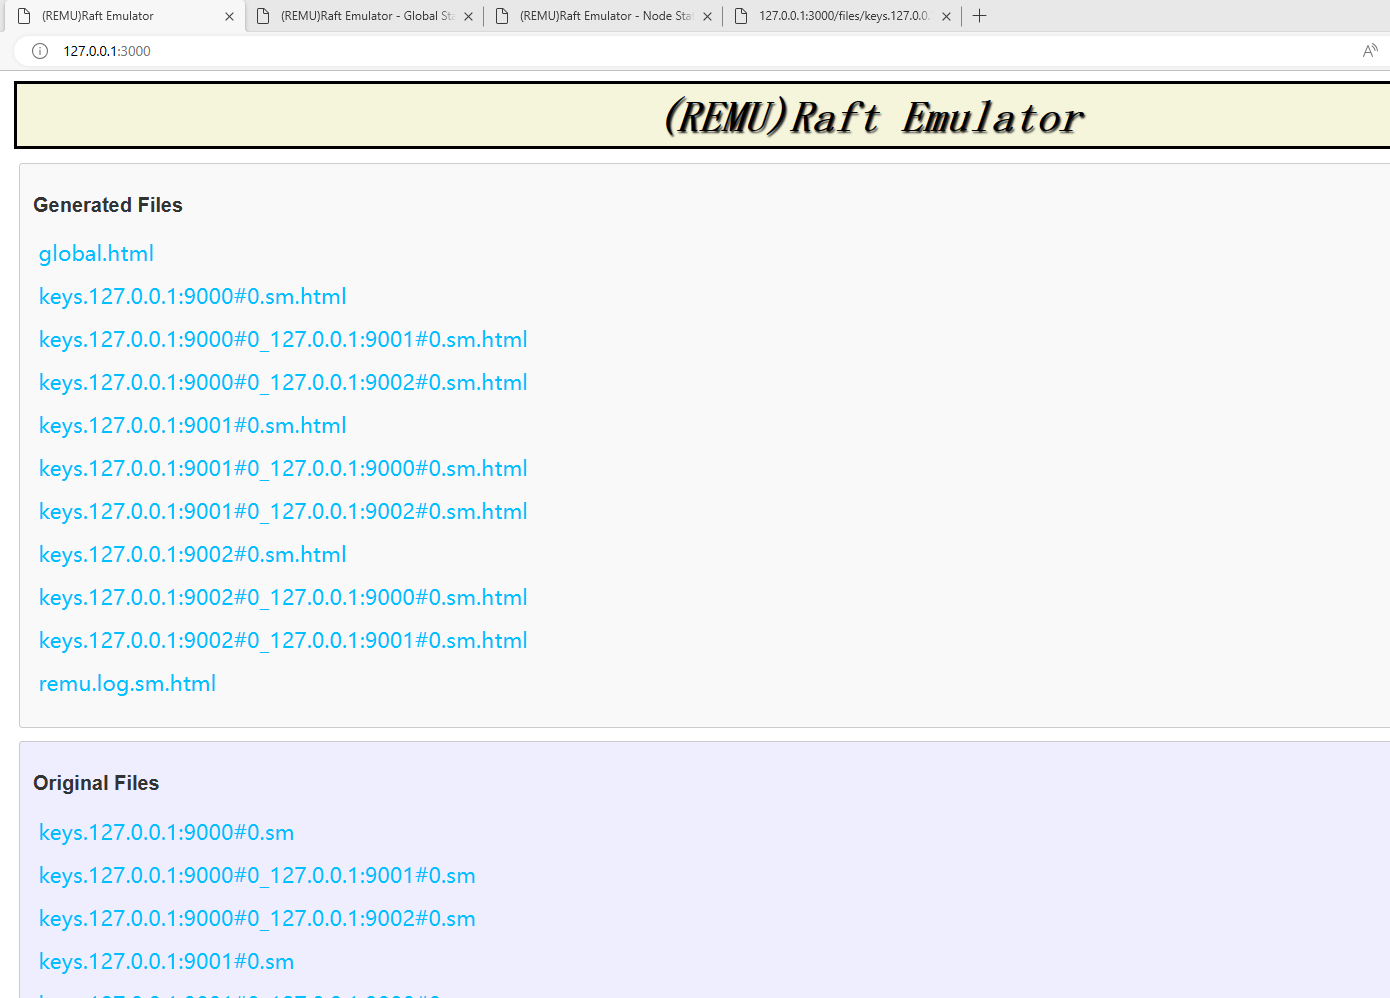 (REMU)Raft Emulator
(REMU)Raft Emulator - Global Sta
(REMU)Raft Emulator - Node Stat
127.0.0.1:3000/files/keys.127.0.0.
127.0.0.1:3000
(REMU)Raft Emulator
Generated Files
global.html
keys.127.0.0.1:9000#0.sm.html
keys.127.0.0.1:9000#0_127.0.0.1:9001#0.sm.html
keys.127.0.0.1:9000#0_127.0.0.1:9002#0.sm.html
keys.127.0.0.1:9001#0.sm.html
keys.127.0.0.1:9001#0_127.0.0.1:9000#0.sm.html
keys.127.0.0.1:9001#0_127.0.0.1:9002#0.sm.html
keys.127.0.0.1:9002#0.sm.html
keys.127.0.0.1:9002#0_127.0.0.1:9000#0.sm.html
keys.127.0.0.1:9002#0_127.0.0.1:9001#0.sm.html
remu.log.sm.html
Original Files
keys.127.0.0.1:9000#0.sm
keys.127.0.0.1:9000#0_127.0.0.1:9001#0.sm
keys.127.0.0.1:9000#0_127.0.0.1:9002#0.sm
keys.127.0.0.1:9001#0.sm